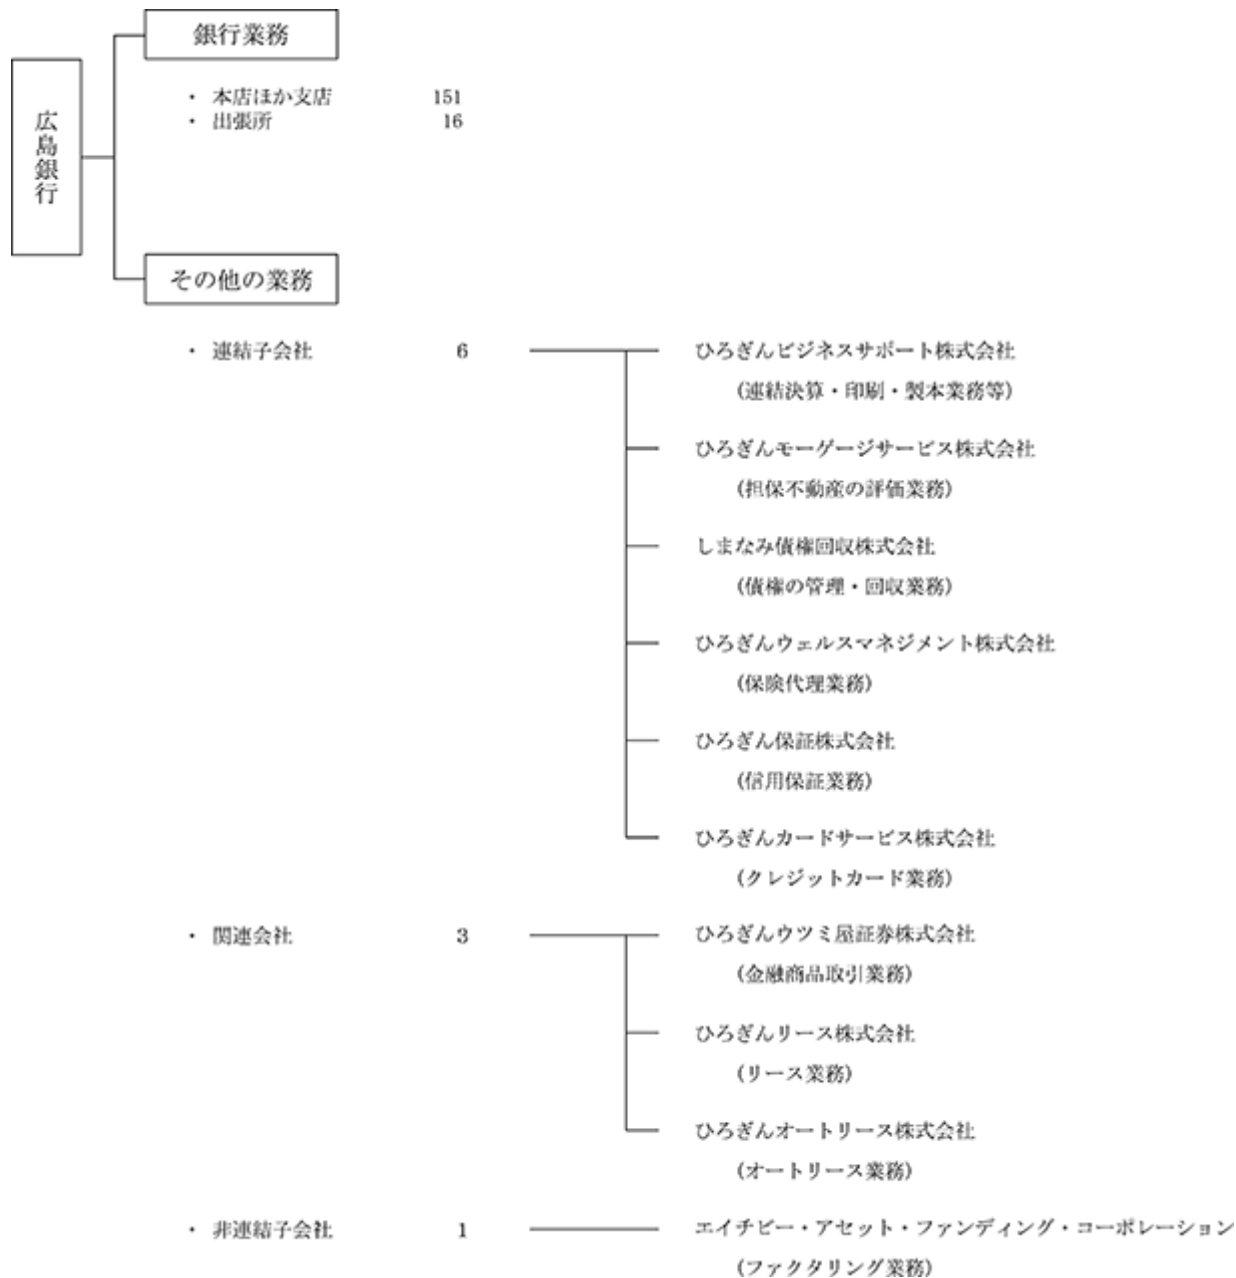 広島銀行
銀行業務
・ 本店ほか支店 151
・ 出張所 16
その他の業務
・ 連結子会社 6
ひろぎんビジネスサポート株式会社
(連結決算・印刷・製本業務等)
ひろぎんモーゲージサービス株式会社
(担保不動産の評価業務)
しまなみ債権回収株式会社
(債権の管理・回収業務)
ひろぎんウェルスマネジメント株式会社
(保険代理業務)
ひろぎん保証株式会社
(信用保証業務)
ひろぎんカードサービス株式会社
(クレジットカード業務)
・ 関連会社 3
ひろぎんウツミ屋証券株式会社
(金融商品取引業務)
ひろぎんリース株式会社
(リース業務)
ひろぎんオートリース株式会社
(オートリース業務)
・ 非連結子会社 1
エイチビー・アセット・ファンディング・コーポレーション
(ファクタリング業務)